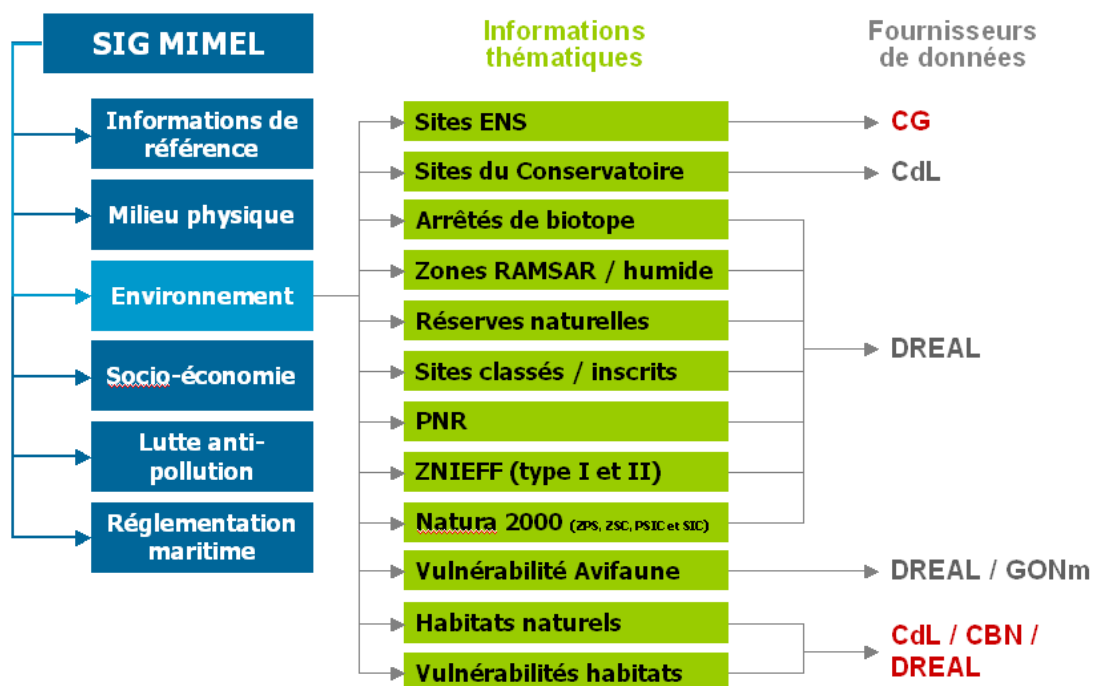 SIG MIMEL
Informations de
référence
Milieu physique
Environnement
Socio-économie
Lutte anti-
pollution
Réglementation
maritime
Informations
thématiques
Sites ENS
Sites du Conservatoire
Arrêtés de biotope
Zones RAMSAR / humide
Réserves naturelles
Sites classés / inscrits
PNR
ZNIEFF (type I et II)
Natura 2000 (ZPS, ZSC, PSIC et SIC)
Vulnérabilité Avifaune
Habitats naturels
Vulnérabilités habitats
Fournisseurs
de données
CG
CdL
DREAL
DREAL / GONm
CdL / CBN /
DREAL